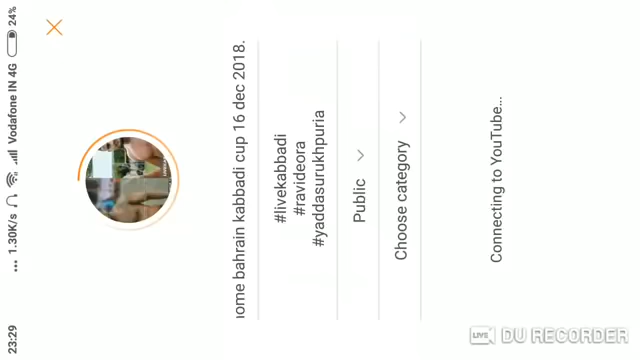 23:29 ... 1.30K/s Vodafone IN 4G 24%
ome bahrain kabbadi cup 16 dec 2018.
#livekabbadi
#ravideora
#yaddasurukhpuria
Public
Choose category
Connecting to YouTube...
LIVE DU RECORDER